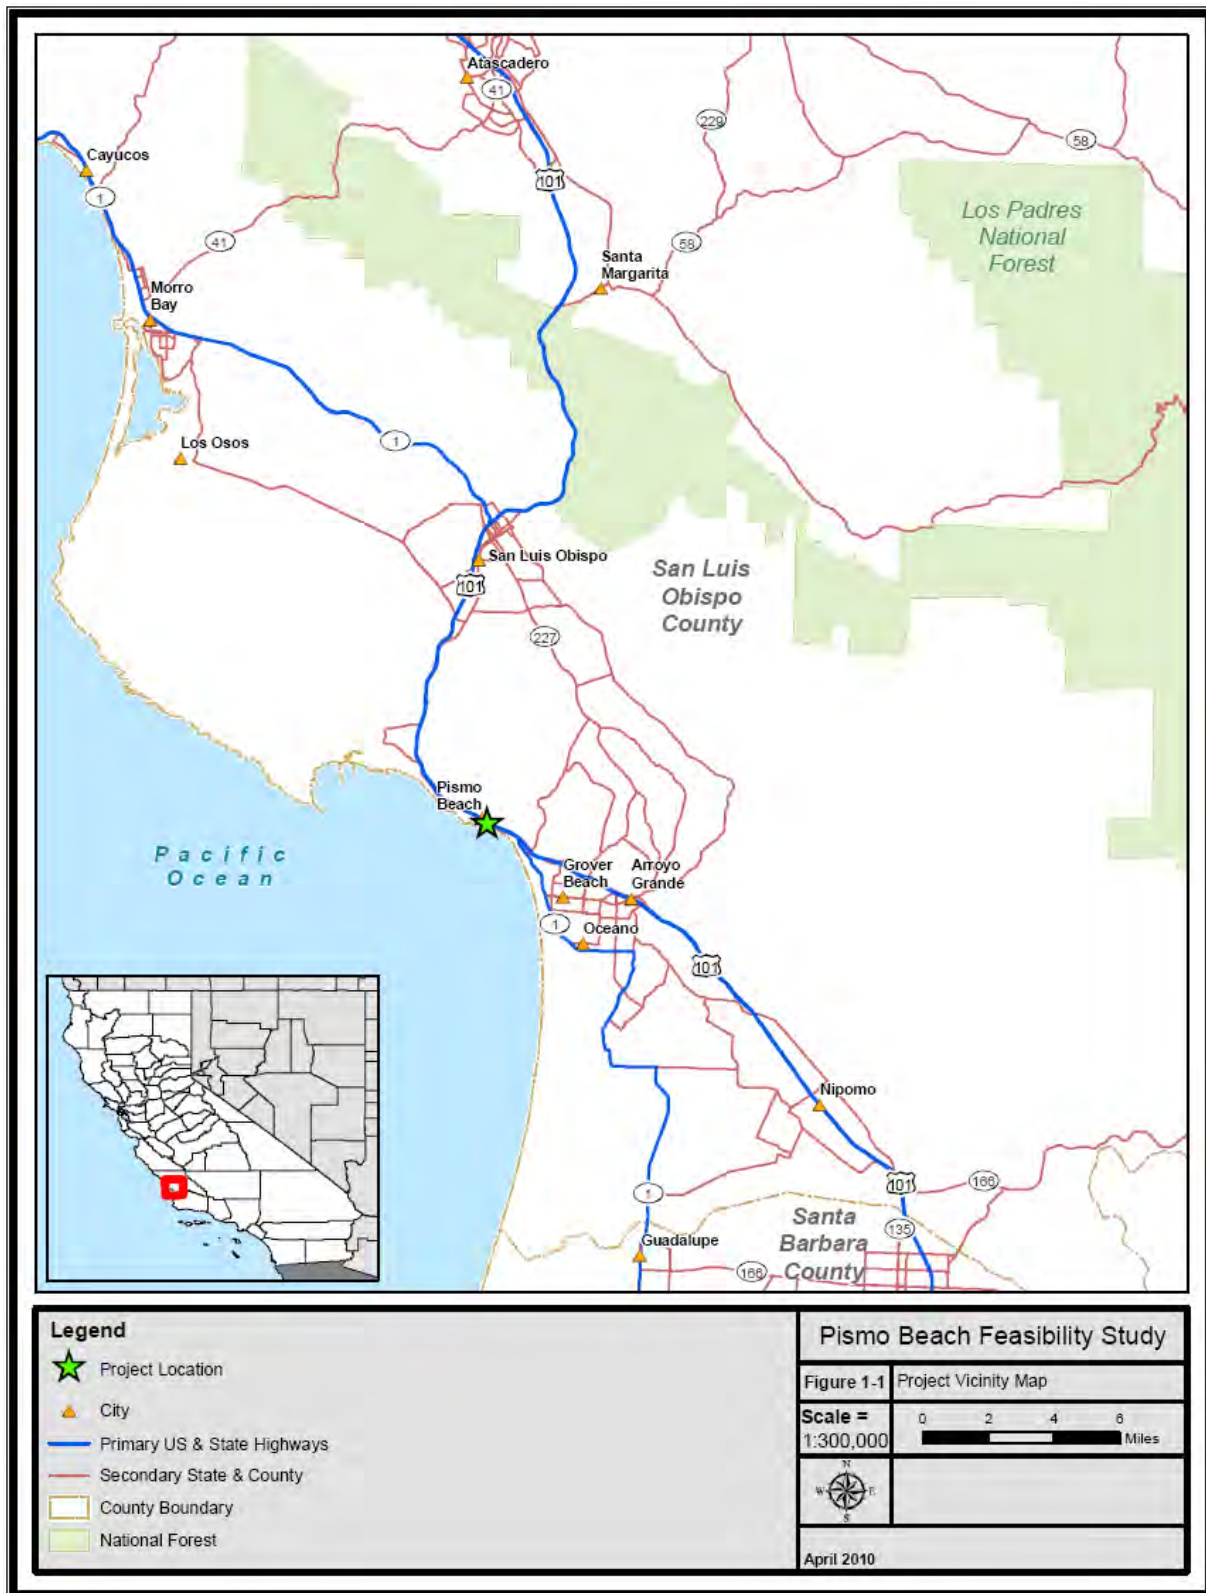 Atascadero
41
229
58
Cayucos
1
101
Los Padres
National
Forest
41
58
Santa
Margarita
Morro
Bay
1
Los Osos
San Luis Obispo
101
San Luis
Obispo
County
227
Pismo
Beach
Pacific
Ocean
Grover
Beach
Arroyo
Grande
1
Oceano
101
Nipomo
101
166
1
Santa
Barbara
County
135
Guadalupe
166
Legend
Project Location
City
Primary US & State Highways
Secondary State & County
County Boundary
National Forest
Pismo Beach Feasibility Study
Figure 1-1
Project Vicinity Map
Scale =
1:300,000
0 2 4 6
Miles
N
W E
S
April 2010